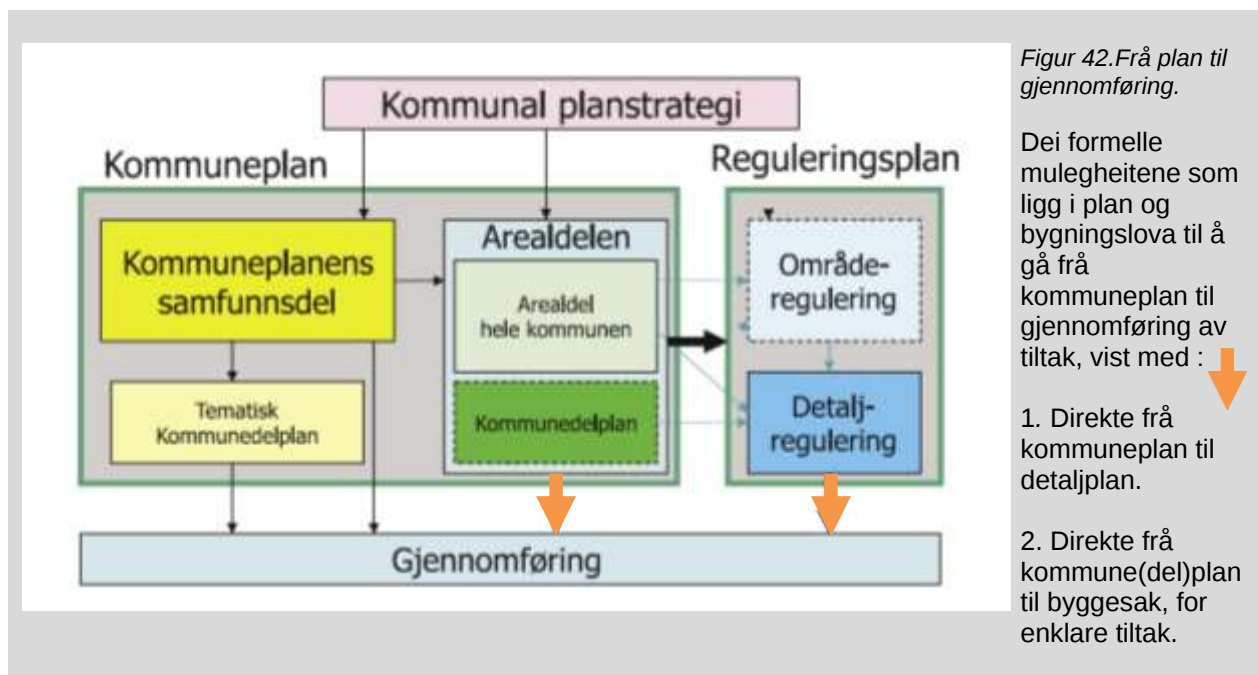 Kommunal planstrategi
Kommuneplan
Reguleringsplan
Kommuneplanens
samfunnsdel
Arealdelen
Arealdel
hele kommunen
Område-
regulering
Tematisk
Kommunedelplan
Kommunedelplan
Detalj-
regulering
Gjennomføring
Figur 42.Frå plan til
gjennomføring.
Dei formelle
mulegheitene som
ligg i plan og
bygningslova til å
gå frå
kommuneplan til
gjennomføring av
tiltak, vist med :
1. Direkte frå
kommuneplan til
detaljplan.
2. Direkte frå
kommune(del)plan
til byggesak, for
enklare tiltak.